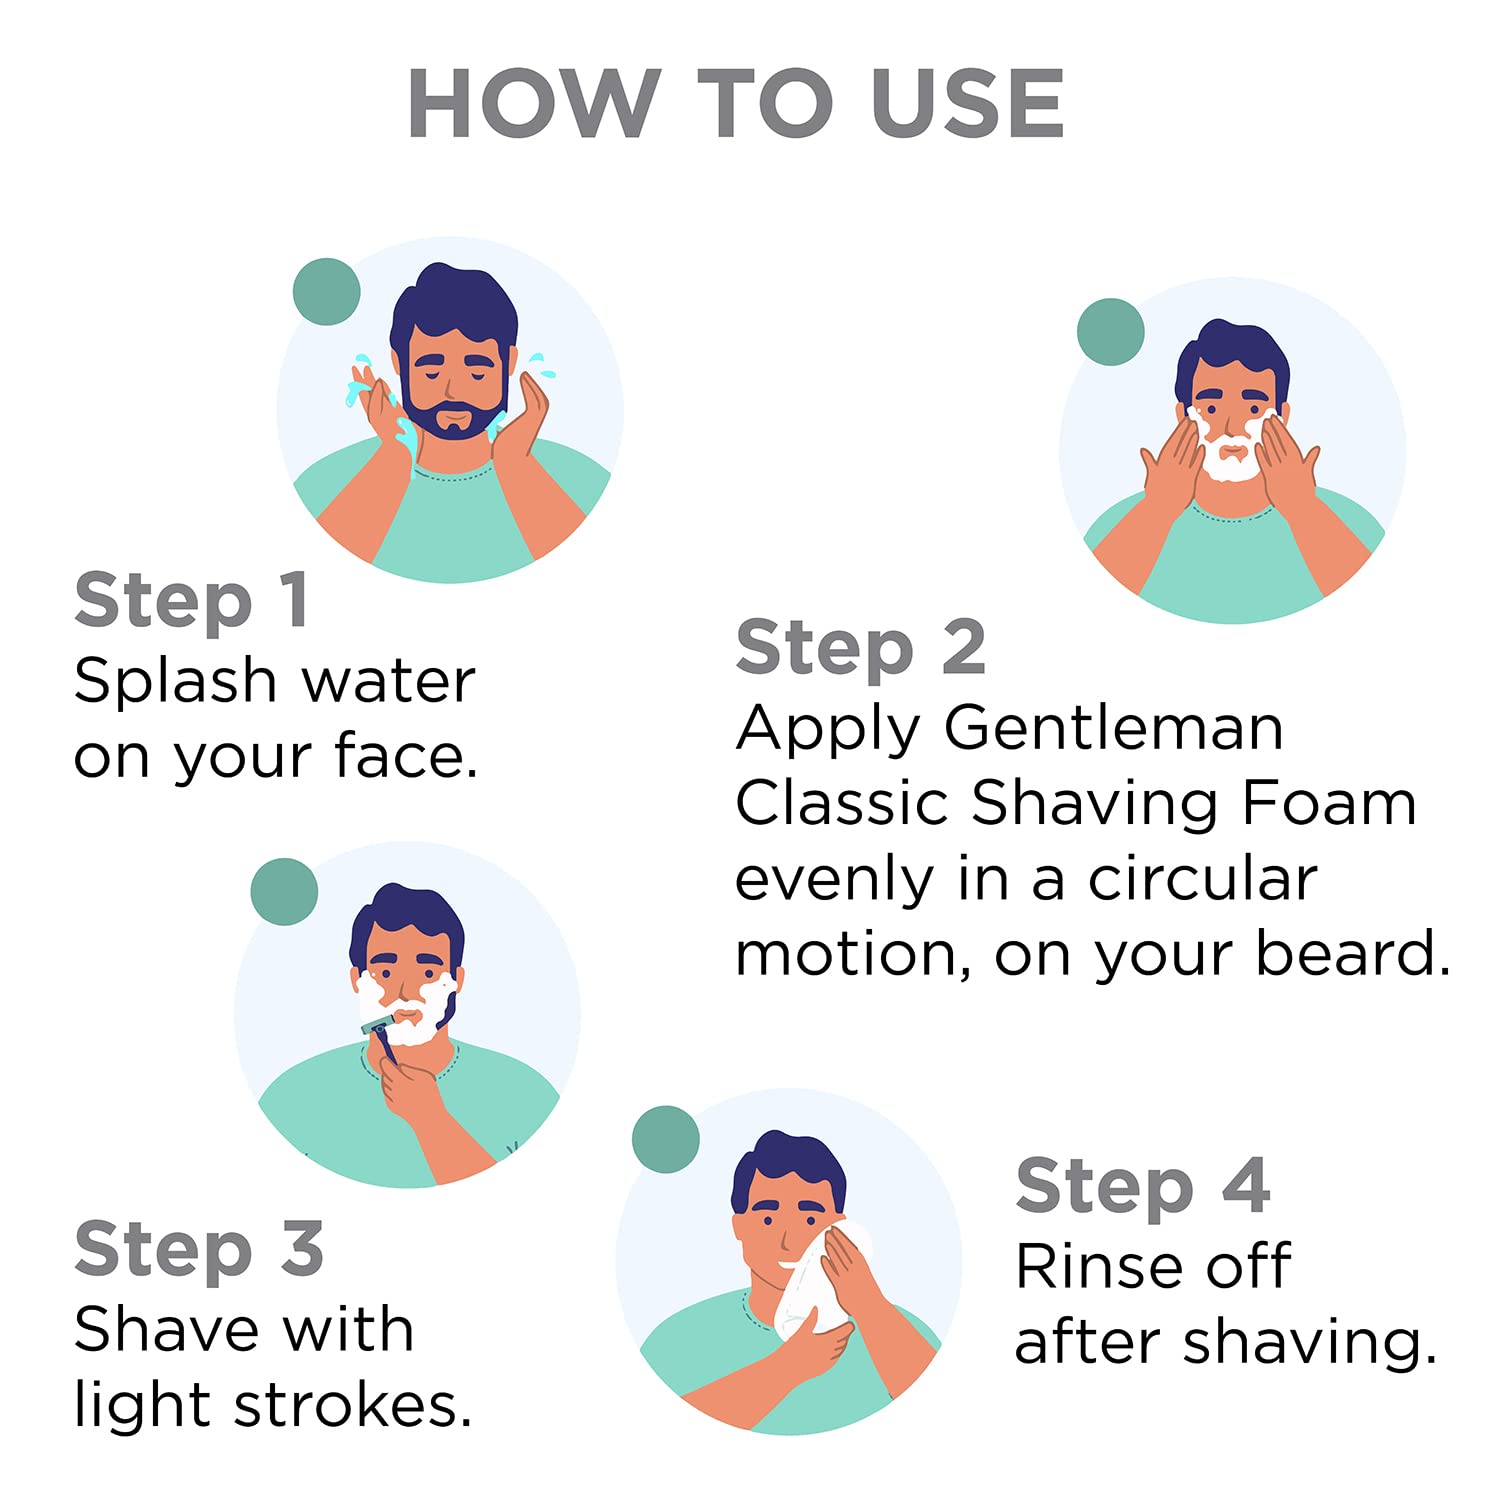 HOW TO USE
Step 1
Splash water
on your face.
Step 2
Apply Gentleman
Classic Shaving Foam
evenly in a circular
motion, on your beard.
Step 3
Shave with
light strokes.
Step 4
Rinse off
after shaving.